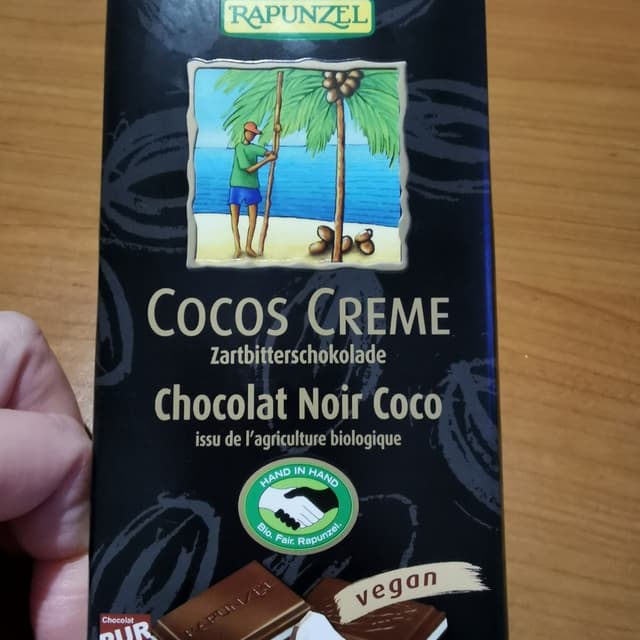 RAPUNZEL
COCOS CREME
Zartbitterschokolade
Chocolat Noir Coco
issu de l'agriculture biologique
HAND IN HAND
Bio. Fair. Rapunzel.
vegan
RAPUNZEL
Chocolat
PUR